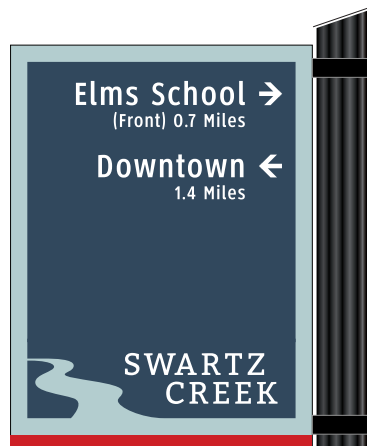 Elms School →
(Front) 0.7 Miles
Downtown ←
1.4 Miles
SWARTZ
CREEK